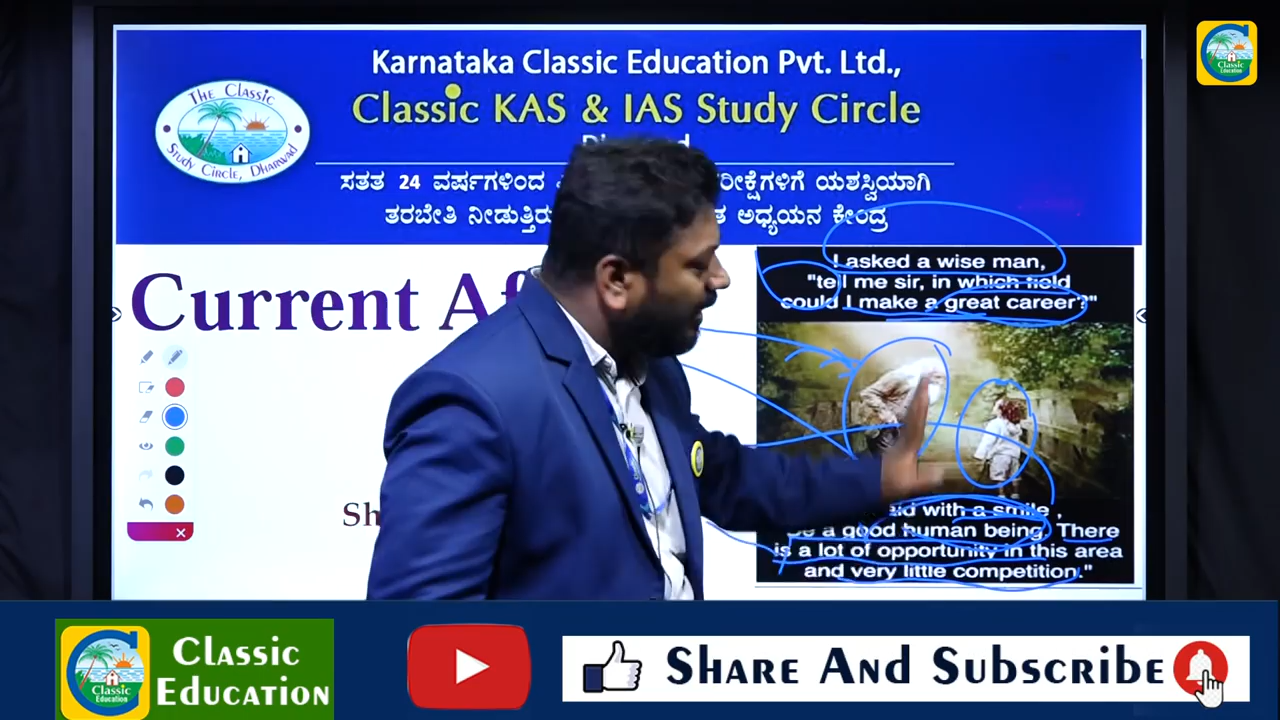 Karnataka Classic Education Pvt. Ltd.,
Classic KAS & IAS Study Circle
THE CLASSIC
STUDY CIRCLE, DHARWAD
ಸತತ 24 ವರ್ಷಗಳಿಂದ
ಯಶಸ್ವಿಯಾಗಿ
ತರಬೇತಿ
ಅಧ್ಯಯನ ಕೇಂದ್ರ
Current
I asked a wise man,
"tell me sir, in which field
could I make a great career?"
with a smile ,
a good human being. There
is a lot of opportunity in this area
and very little competition."
Classic
Education
Classic
Education
Classic
Education
Share And Subscribe